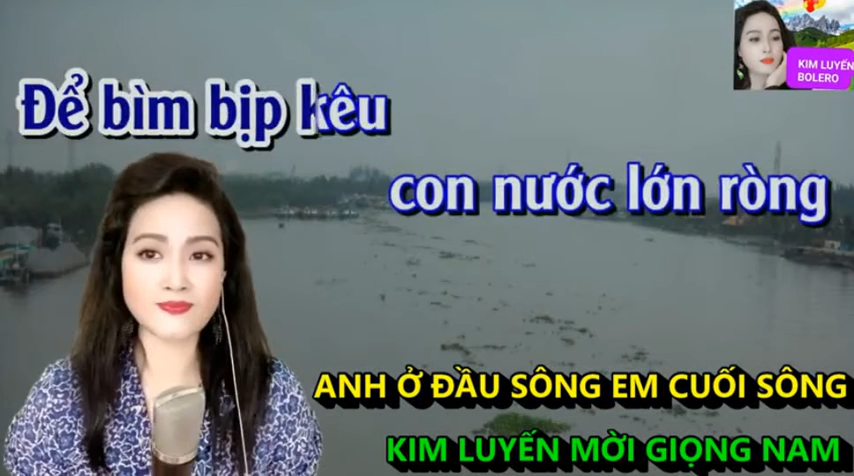 KIM LUYẾN
BOLERO
Để bìm bịp kêu
con nước lớn ròng
ANH Ở ĐẦU SÔNG EM CUỐI SÔNG
KIM LUYẾN MỜI GIỌNG NAM